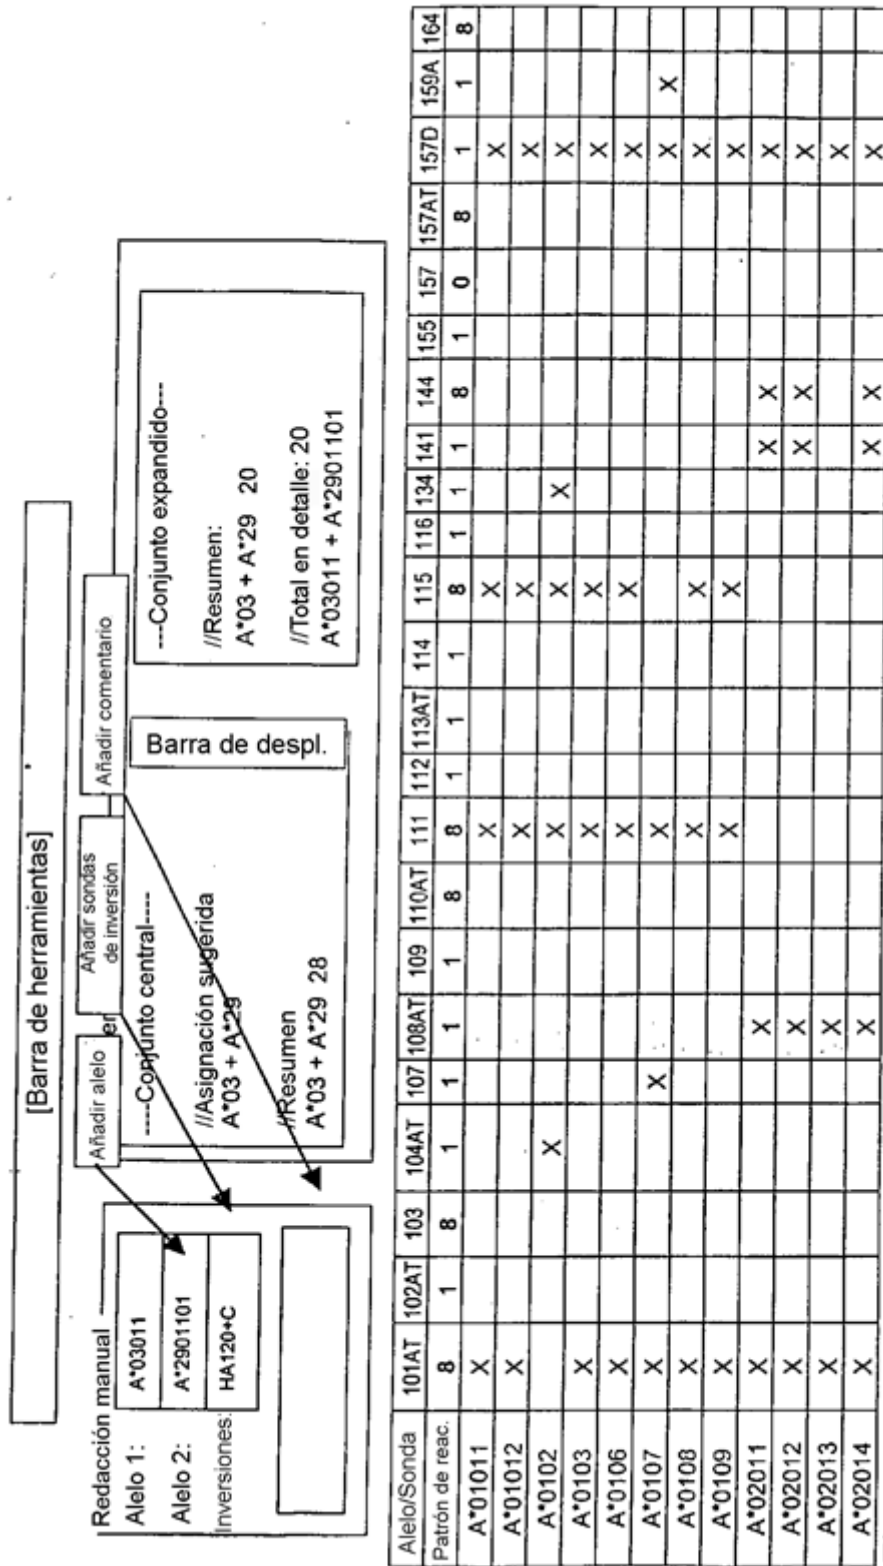 [Barra de herramientas]
Añadir alelo
Añadir sondas
de inversión
Añadir comentario
er
Redacción manual
Alelo 1: A*03011
Alelo 2: A*2901101
Inversiones: HA120+C
----Conjunto central----
//Asignación sugerida
A*03 + A*29
//Resumen
A*03 + A*29 28
Barra de despl.
---Conjunto expandido---
//Resumen:
A*03 + A*29 20
//Total en detalle: 20
A*03011 + A*2901101
Alelo/Sonda 101AT 102AT 103 104AT 107 108AT 109 110AT 111 112 113AT 114 115 116 134 141 144 155 157 157AT 157D 159A 164
Patrón de reac. 8 1 8 1 1 1 1 8 8 1 1 1 8 1 1 1 8 1 0 8 1 1 8
A*01011 X X X X
A*01012 X X X X
A*0102 X X X X X
A*0103 X X X X
A*0106 X X X X
A*0107 X X X X X
A*0108 X X X X
A*0109 X X X X
A*02011 X X X X X
A*02012 X X X X X
A*02013 X X X
A*02014 X X X X X